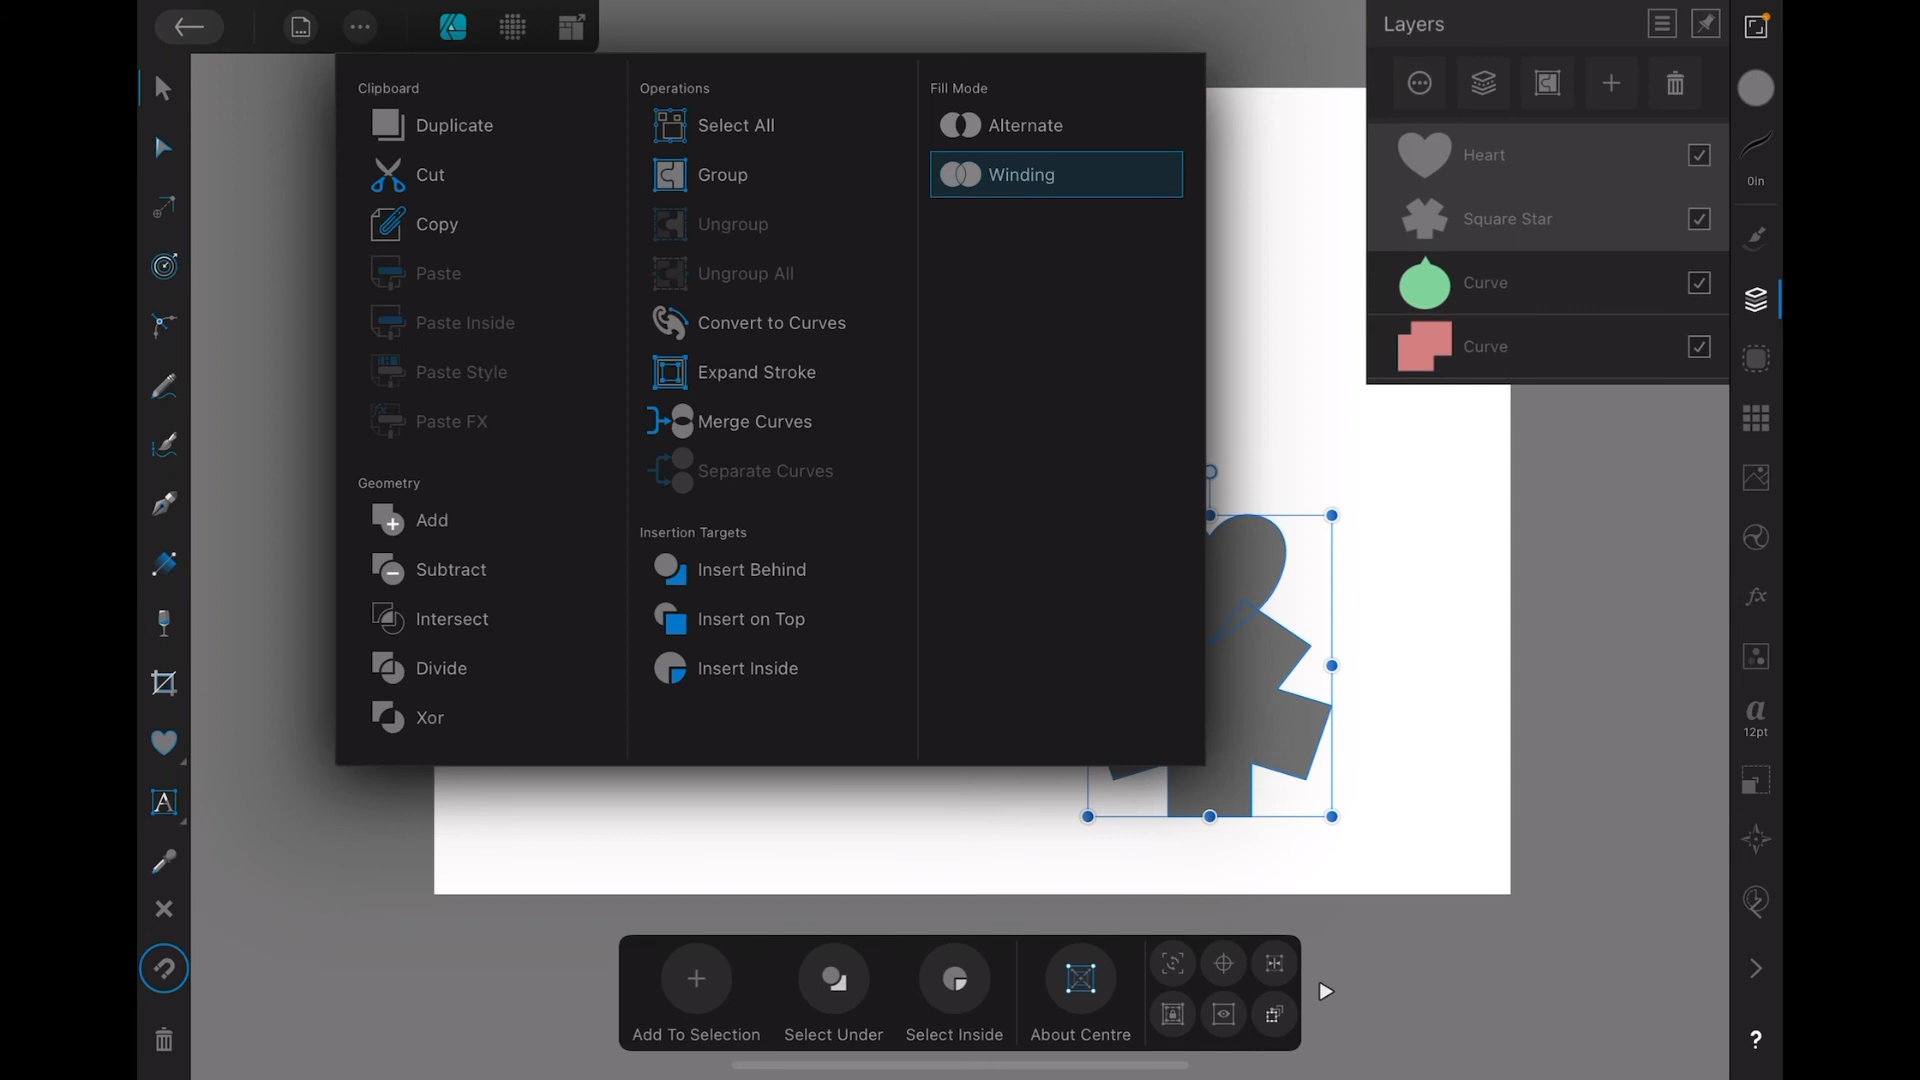 Layers
Clipboard
Duplicate
Cut
Copy
Paste
Paste Inside
Paste Style
Paste FX
Geometry
Add
Subtract
Intersect
Divide
Xor
Operations
Select All
Group
Ungroup
Ungroup All
Convert to Curves
Expand Stroke
Merge Curves
Separate Curves
Insertion Targets
Insert Behind
Insert on Top
Insert Inside
Fill Mode
Alternate
Winding
Heart
Square Star
Curve
Curve
0in
fx
a
12pt
A
Add To Selection
Select Under
Select Inside
About Centre
?